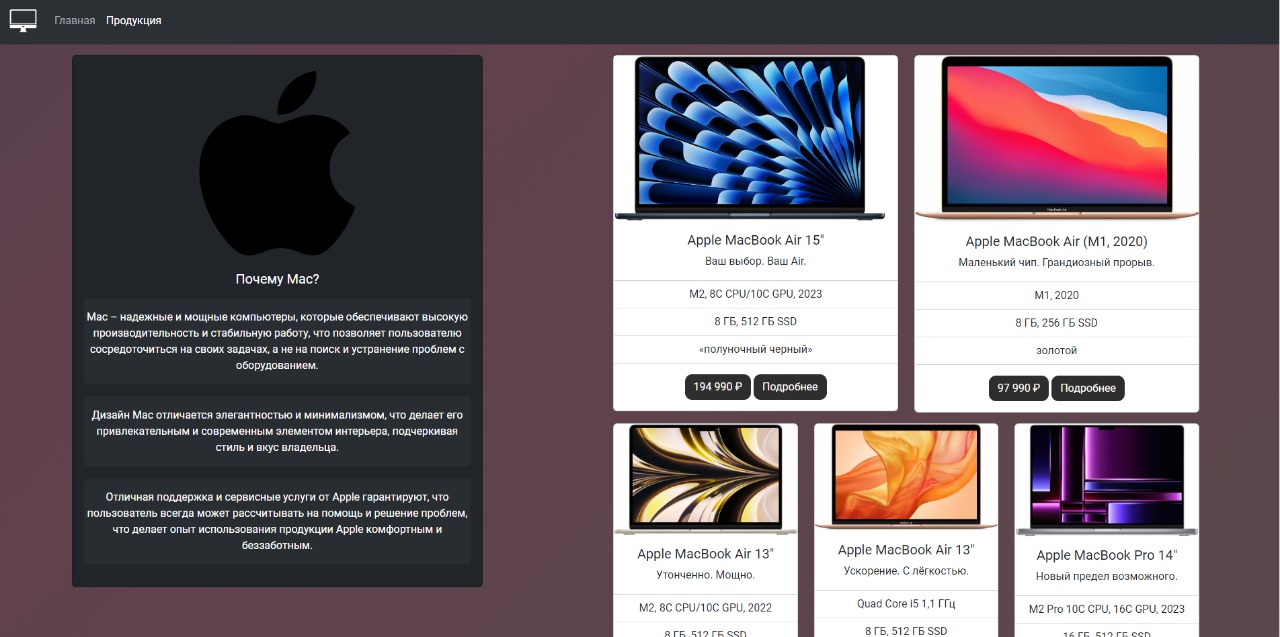 Главная Продукция
Почему Mac?
Mac – надежные и мощные компьютеры, которые обеспечивают высокую
производительность и стабильную работу, что позволяет пользователю
сосредоточиться на своих задачах, а не на поиск и устранение проблем с
оборудованием.
Дизайн Mac отличается элегантностью и минимализмом, что делает его
привлекательным и современным элементом интерьера, подчеркивая
стиль и вкус владельца.
Отличная поддержка и сервисные услуги от Apple гарантируют, что
пользователь всегда может рассчитывать на помощь и решение проблем,
что делает опыт использования продукции Apple комфортным и
беззаботным.
Apple MacBook Air 15"
Ваш выбор. Ваш Air.
M2, 8C CPU/10C GPU, 2023
8 ГБ, 512 ГБ SSD
«полуночный черный»
194 990 ₽ Подробнее
Apple MacBook Air (M1, 2020)
Маленький чип. Грандиозный прорыв.
M1, 2020
8 ГБ, 256 ГБ SSD
золотой
97 990 ₽ Подробнее
Apple MacBook Air 13"
Утонченно. Мощно.
M2, 8C CPU/10C GPU, 2022
8 ГБ, 512 ГБ SSD
Apple MacBook Air 13"
Ускорение. С лёгкостью.
Quad Core i5 1,1 ГГц
8 ГБ, 512 ГБ SSD
Apple MacBook Pro 14"
Новый предел возможного.
M2 Pro 10C CPU, 16C GPU, 2023
16 ГБ, 512 ГБ SSD